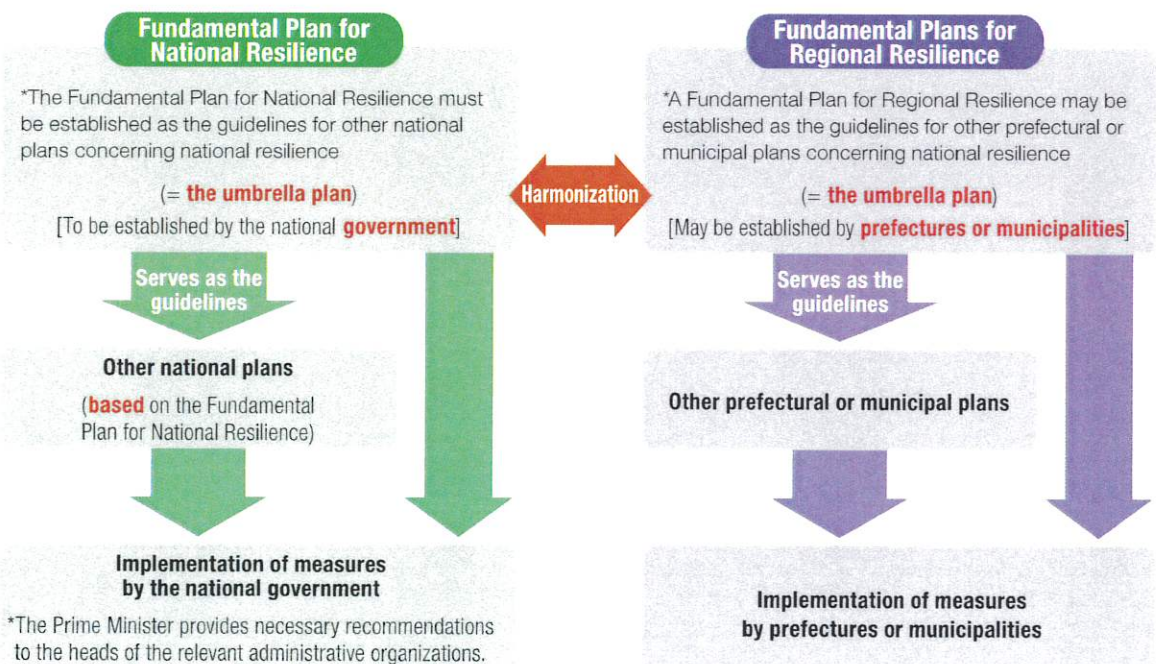 Fundamental Plan for
National Resilience
*The Fundamental Plan for National Resilience must
be established as the guidelines for other national
plans concerning national resilience
(= the umbrella plan)
[To be established by the national government]
Harmonization
Fundamental Plans for
Regional Resilience
*A Fundamental Plan for Regional Resilience may be
established as the guidelines for other prefectural or
municipal plans concerning national resilience
(= the umbrella plan)
[May be established by prefectures or municipalities]
Serves as the
guidelines
Other national plans
(based on the Fundamental
Plan for National Resilience)
Implementation of measures
by the national government
*The Prime Minister provides necessary recommendations
to the heads of the relevant administrative organizations.
Serves as the
guidelines
Other prefectural or municipal plans
Implementation of measures
by prefectures or municipalities